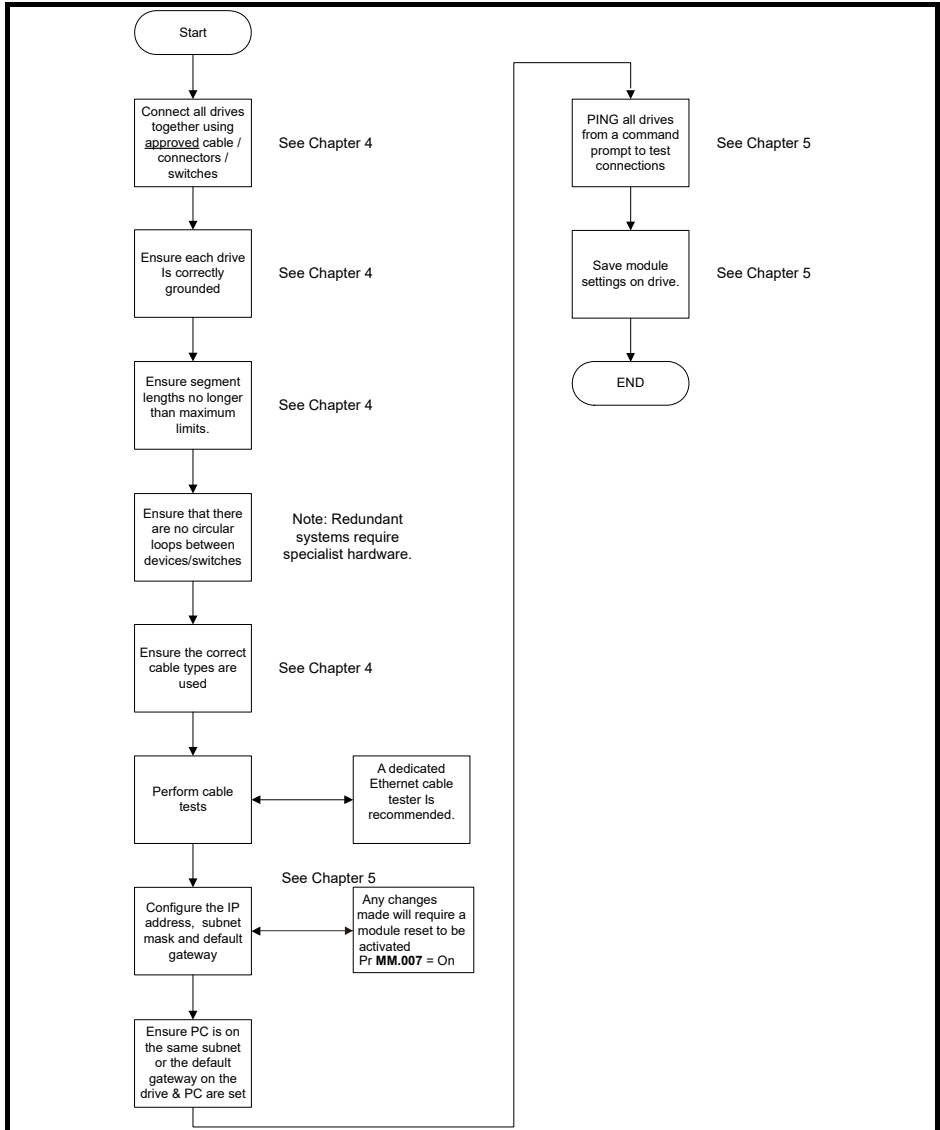 Start
Connect all drives
together using
approved cable /
connectors /
switches
See Chapter 4
Ensure each drive
Is correctly
grounded
See Chapter 4
Ensure segment
lengths no longer
than maximum
limits.
See Chapter 4
Ensure that there
are no circular
loops between
devices/switches
Note: Redundant
systems require
specialist hardware.
Ensure the correct
cable types are
used
See Chapter 4
Perform cable
tests
A dedicated
Ethernet cable
tester Is
recommended.
See Chapter 5
Configure the IP
address, subnet
mask and default
gateway
Any changes
made will require a
module reset to be
activated
Pr MM.007 = On
Ensure PC is on
the same subnet
or the default
gateway on the
drive & PC are set
PING all drives
from a command
prompt to test
connections
See Chapter 5
Save module
settings on drive.
See Chapter 5
END